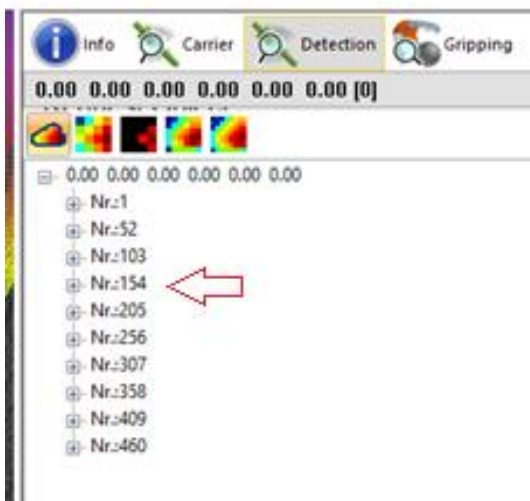 Info Carrier Detection Gripping
0.00 0.00 0.00 0.00 0.00 0.00 [0]
0.00 0.00 0.00 0.00 0.00 0.00
Nr.:1
Nr.:52
Nr.:103
Nr.:154
Nr.:205
Nr.:256
Nr.:307
Nr.:358
Nr.:409
Nr.:460